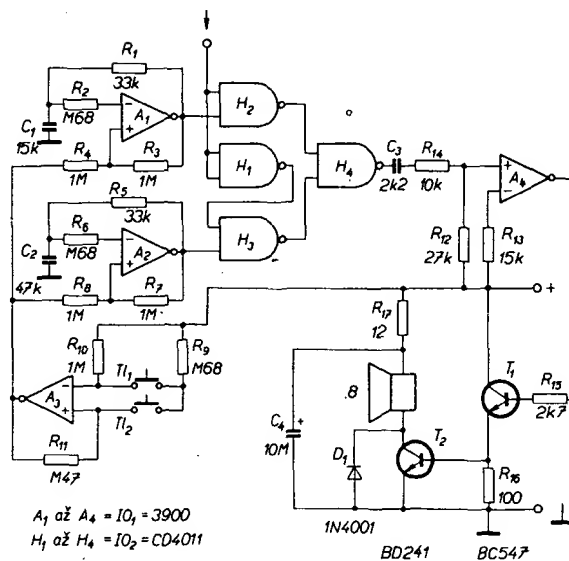 R1
33k
R2
M68
C1
15k
A1
R4
1M
R3
1M
H2
H1
H4
C3
2k2
R14
10k
A4
R5
33k
R6
M68
C2
47k
A2
R8
1M
R7
1M
H3
R12
27k
R13
15k
+
R17
12
R10
1M
R9
M68
A3
Tl1
Tl2
R11
M47
8
T1
R15
2k7
C4
+
10M
D1
T2
R16
100
1N4001
A1 až A4 = IO1 = 3900
H1 až H4 = IO2 = CD4011
BD241
BC547